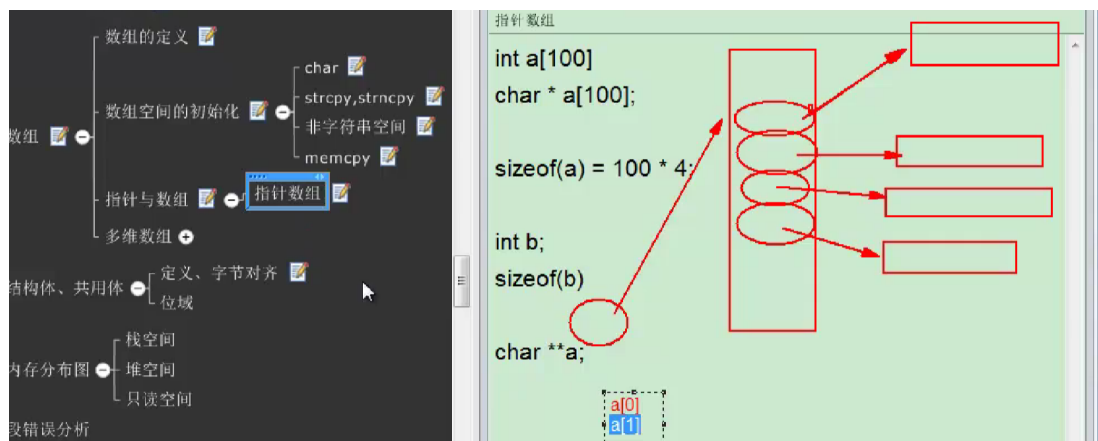 数组的定义
char
strcpy,strncpy
数组空间的初始化
非字符串空间
数组
memcpy
指针与数组
指针数组
多维数组
定义、字节对齐
结构体、共用体
位域
栈空间
内存分布图
堆空间
只读空间
段错误分析
指针数组
int a[100]
char * a[100];
sizeof(a) = 100 * 4;
int b;
sizeof(b)
char **a;
a[0]
a[1]